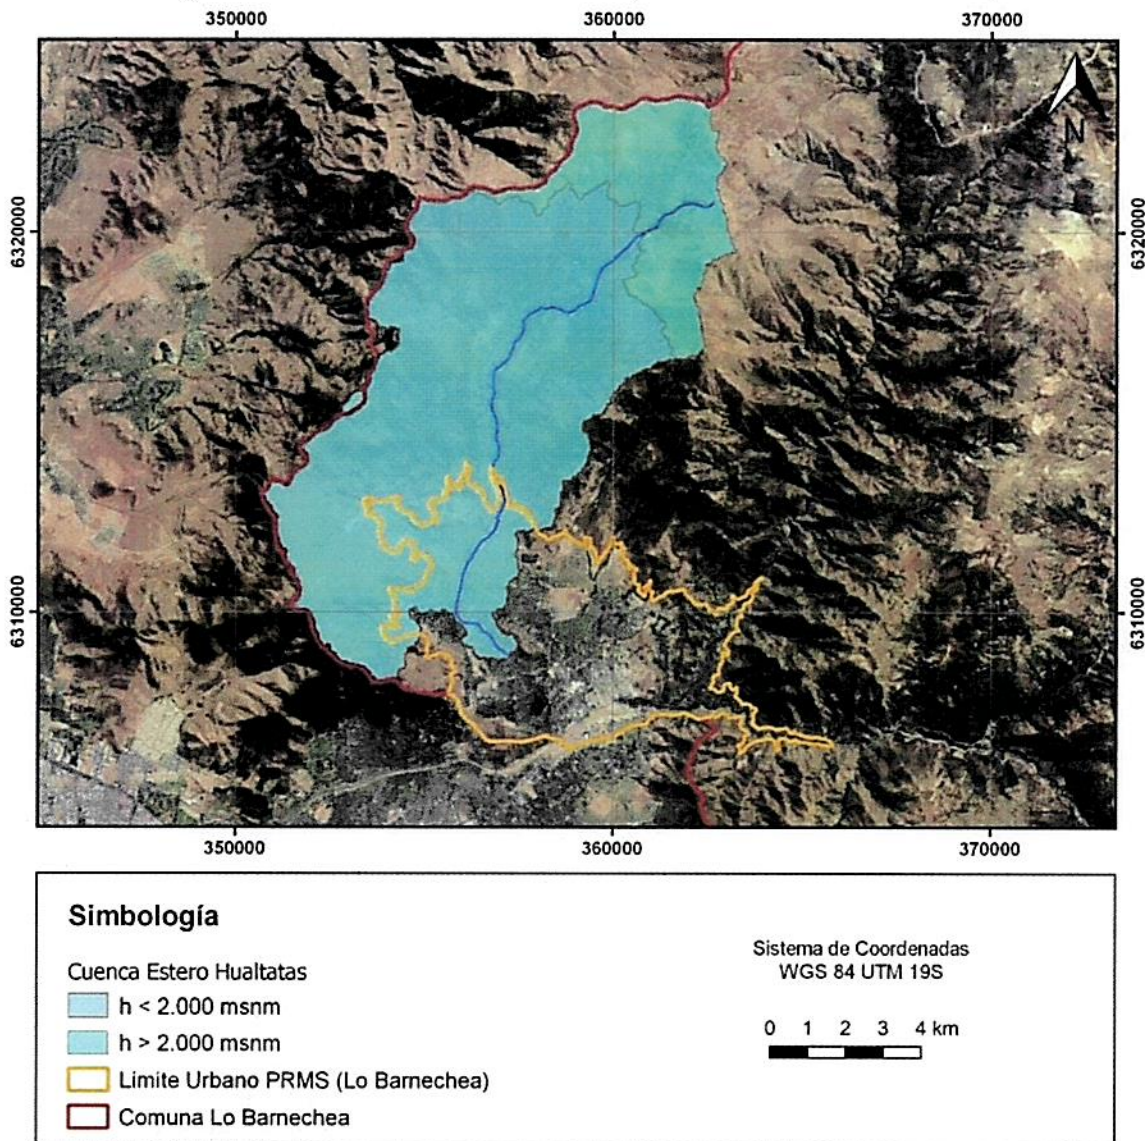 350000 360000 370000
N
6320000 6320000
6310000 6310000
350000 360000 370000
Simbología
Cuenca Estero Hualtatas
h < 2.000 msnm
h > 2.000 msnm
Limite Urbano PRMS (Lo Barnechea)
Comuna Lo Barnechea
Sistema de Coordenadas
WGS 84 UTM 19S
0 1 2 3 4 km